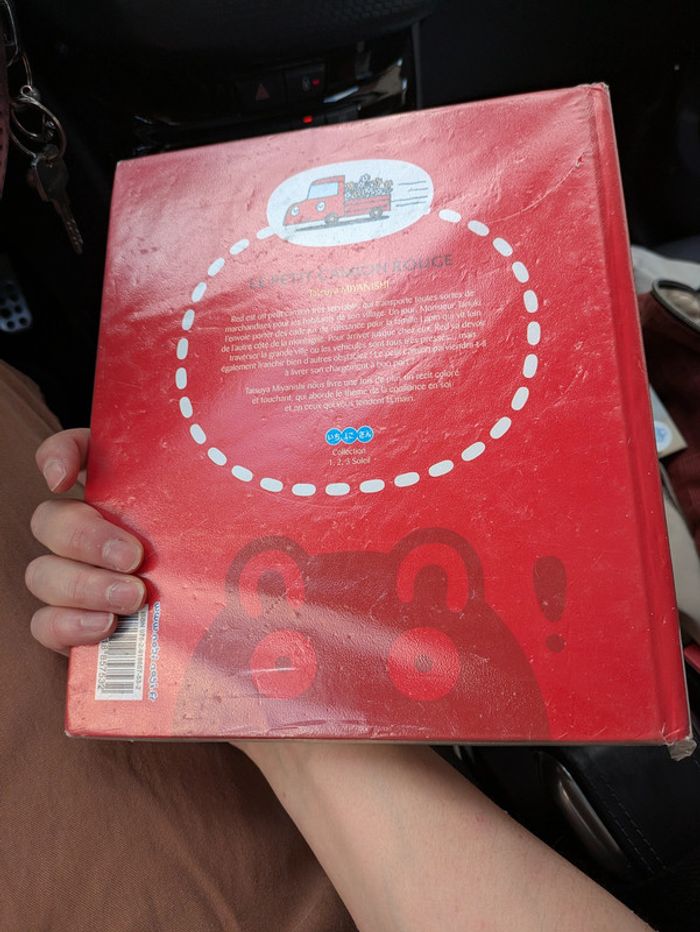 LE PETIT CAMION ROUGE
Tatsuya MIYANISHI
Red est un petit camion très serviable, qui transporte toutes sortes de
marchandises pour les habitants de son village. Un jour, Monsieur Tanuki
l'envoie porter des cadeaux de naissance pour la famille Lapin qui vit loin
de l'autre côté de la montagne. Pour arriver jusque chez eux, Red va devoir
traverser la grande ville où les véhicules sont tous très pressés... mais
également franchir bien d'autres obstacles ! Le petit camion parviendra-t-il
à livrer son chargement à bon port ?
Tatsuya Miyanishi nous livre une fois de plus un récit coloré
et touchant, qui aborde le thème de la confiance en soi
et en ceux qui vous tendent la main.
いち に さん
Collection
1, 2, 3 Soleil